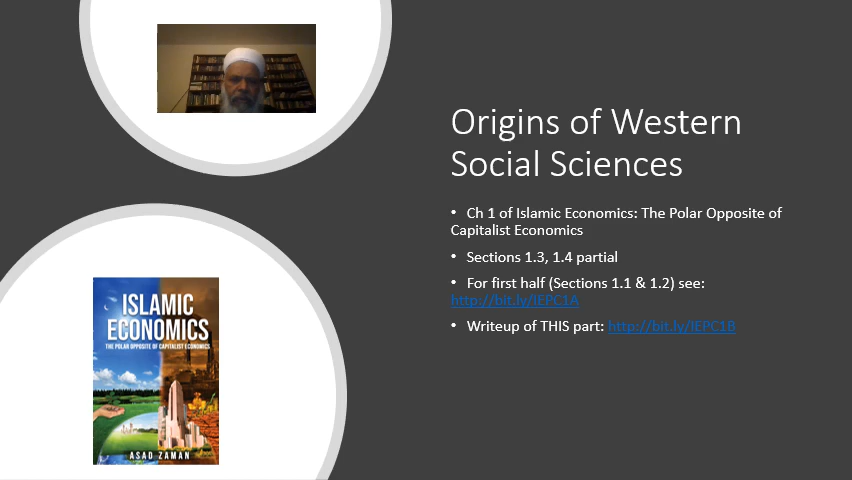 Origins of Western
Social Sciences
• Ch 1 of Islamic Economics: The Polar Opposite of
Capitalist Economics
• Sections 1.3, 1.4 partial
• For first half (Sections 1.1 & 1.2) see:
http://bit.ly/IEPC1A
• Writeup of THIS part: http://bit.ly/IEPC1B
ISLAMIC
ECONOMICS
THE POLAR OPPOSITE OF CAPITALIST ECONOMICS
ASAD ZAMAN